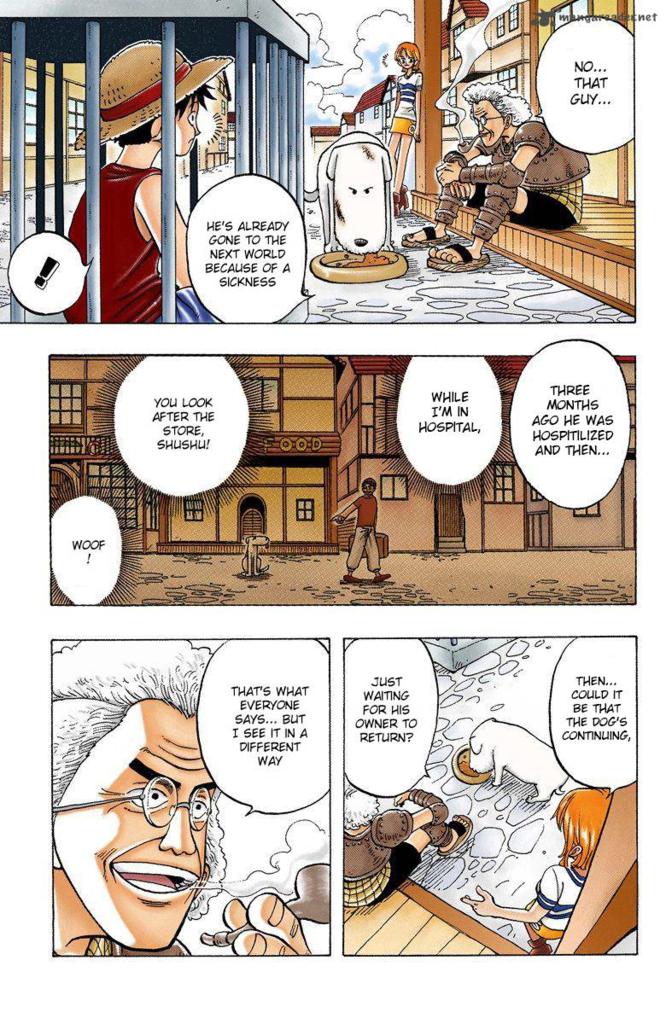 mangareader.net
NO...
THAT
GUY...
HE'S ALREADY
GONE TO THE
NEXT WORLD
BECAUSE OF A
SICKNESS
!
THREE
MONTHS
AGO HE WAS
HOSPITILIZED
AND THEN...
WHILE
I'M IN
HOSPITAL,
YOU LOOK
AFTER THE
STORE,
SHUSHU!
FOOD
WOOF
!
THEN...
COULD IT
BE THAT
THE DOG'S
CONTINUING,
JUST
WAITING
FOR HIS
OWNER TO
RETURN?
THAT'S WHAT
EVERYONE
SAYS... BUT
I SEE IT IN A
DIFFERENT
WAY